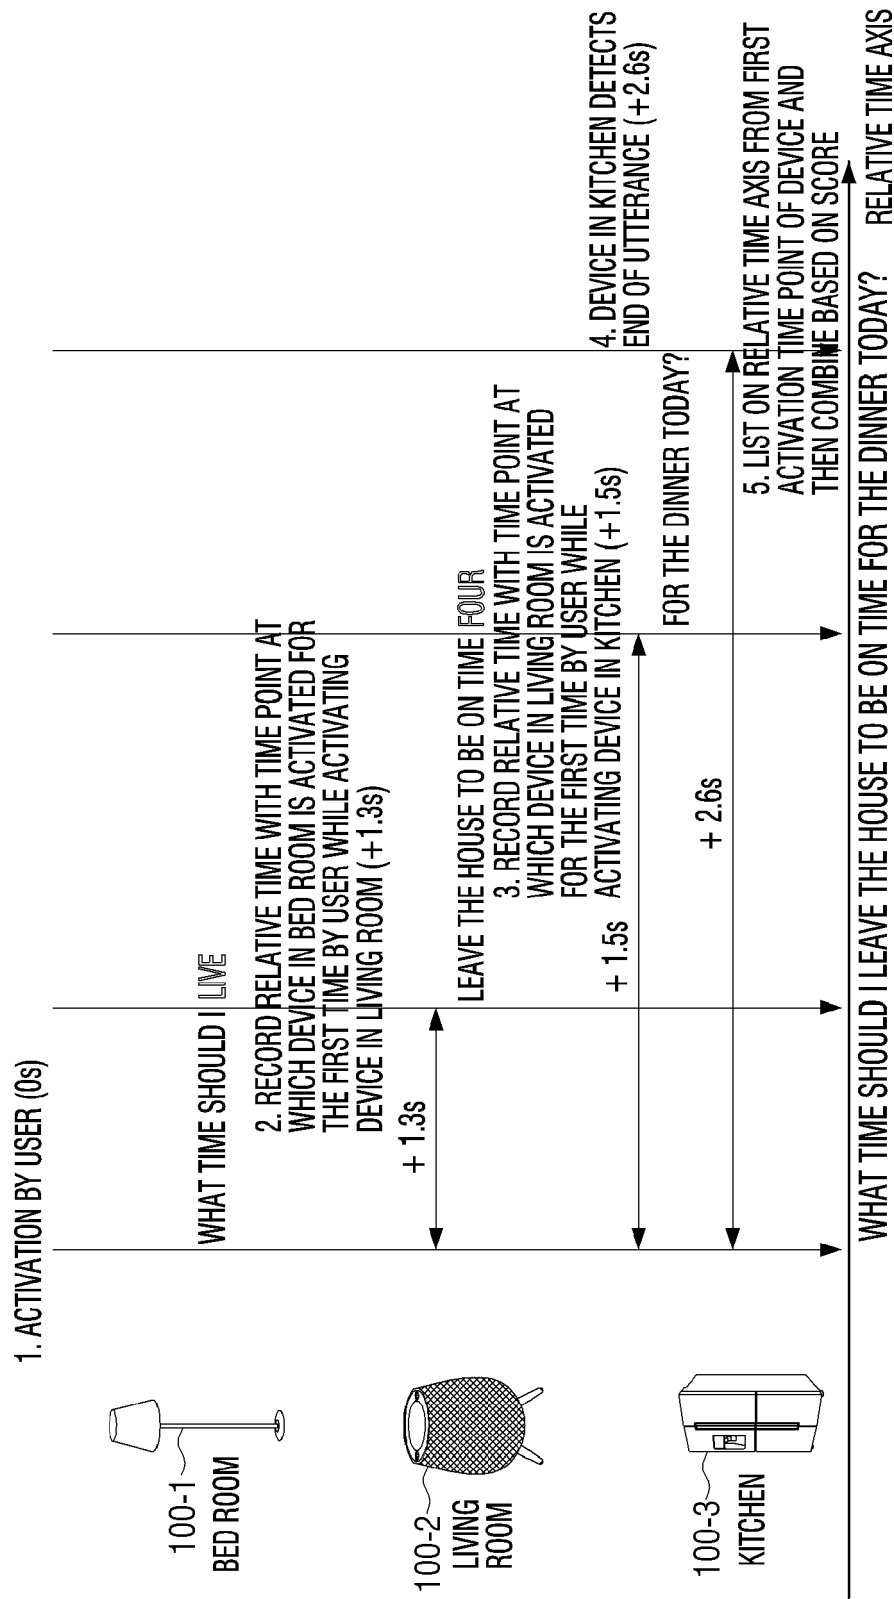 1. ACTIVATION BY USER (0s)
100-1
BED ROOM
WHAT TIME SHOULD I LIVE
2. RECORD RELATIVE TIME WITH TIME POINT AT
WHICH DEVICE IN BED ROOM IS ACTIVATED FOR
THE FIRST TIME BY USER WHILE ACTIVATING
DEVICE IN LIVING ROOM (+1.3s)
+ 1.3s
100-2
LIVING
ROOM
LEAVE THE HOUSE TO BE ON TIME FOUR
3. RECORD RELATIVE TIME WITH TIME POINT AT
WHICH DEVICE IN LIVING ROOM IS ACTIVATED
FOR THE FIRST TIME BY USER WHILE
ACTIVATING DEVICE IN KITCHEN (+1.5s)
+ 1.5s
4. DEVICE IN KITCHEN DETECTS
END OF UTTERANCE (+2.6s)
100-3
KITCHEN
FOR THE DINNER TODAY?
+ 2.6s
5. LIST ON RELATIVE TIME AXIS FROM FIRST
ACTIVATION TIME POINT OF DEVICE AND
THEN COMBINE BASED ON SCORE
WHAT TIME SHOULD I LEAVE THE HOUSE TO BE ON TIME FOR THE DINNER TODAY?
RELATIVE TIME AXIS